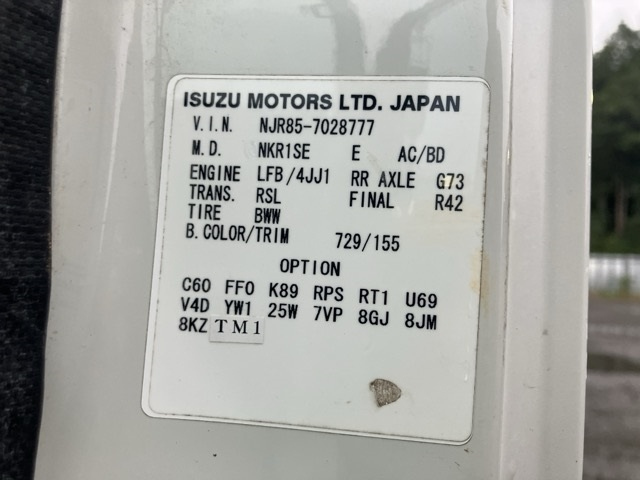 ISUZU MOTORS LTD. JAPAN
V.I.N. NJR85-7028777
M.D. NKR1SE E AC/BD
ENGINE LFB/4JJ1 RR AXLE G73
TRANS. RSL FINAL R42
TIRE BWW
B.COLOR/TRIM 729/155
OPTION
C60 FF0 K89 RPS RT1 U69
V4D YW1 25W 7VP 8GJ 8JM
8KZ TM1